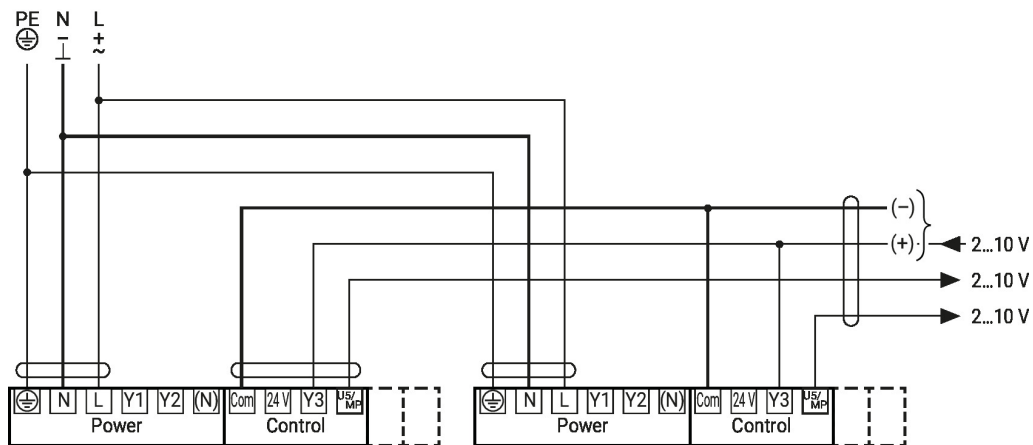 PE N L
– +
~
(–)
(+) 2...10 V
2...10 V
2...10 V
N L Y1 Y2 (N) Com 24 V Y3 U5/MP N L Y1 Y2 (N) Com 24 V Y3 U5/MP
Power Control Power Control